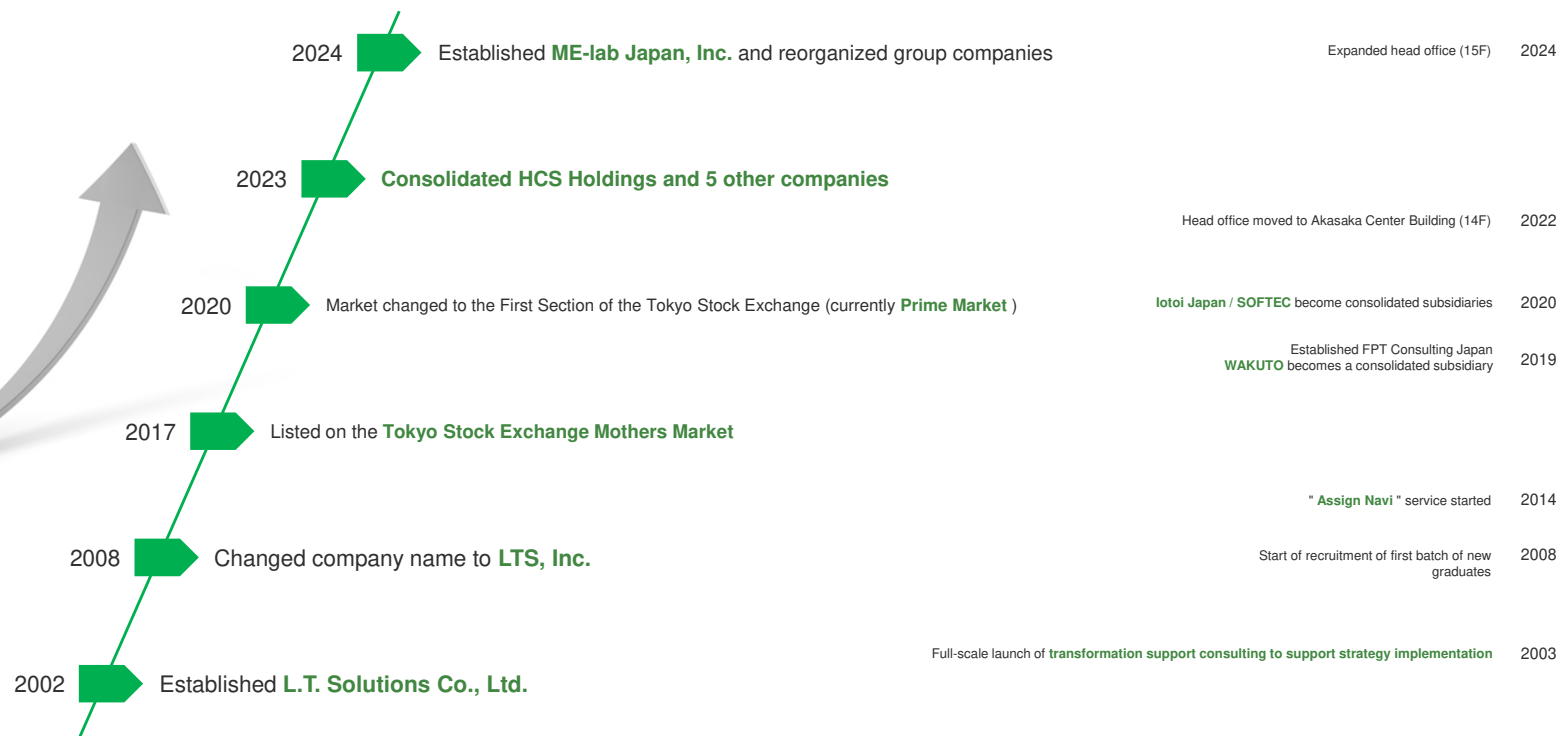 2024 Established ME-lab Japan, Inc. and reorganized group companies
Expanded head office (15F) 2024
2023 Consolidated HCS Holdings and 5 other companies
Head office moved to Akasaka Center Building (14F) 2022
2020 Market changed to the First Section of the Tokyo Stock Exchange (currently Prime Market )
Iotoi Japan / SOFTEC become consolidated subsidiaries 2020
Established FPT Consulting Japan
WAKUTO becomes a consolidated subsidiary 2019
2017 Listed on the Tokyo Stock Exchange Mothers Market
" Assign Navi " service started 2014
2008 Changed company name to LTS, Inc.
Start of recruitment of first batch of new 2008
graduates
Full-scale launch of transformation support consulting to support strategy implementation 2003
2002 Established L.T. Solutions Co., Ltd.